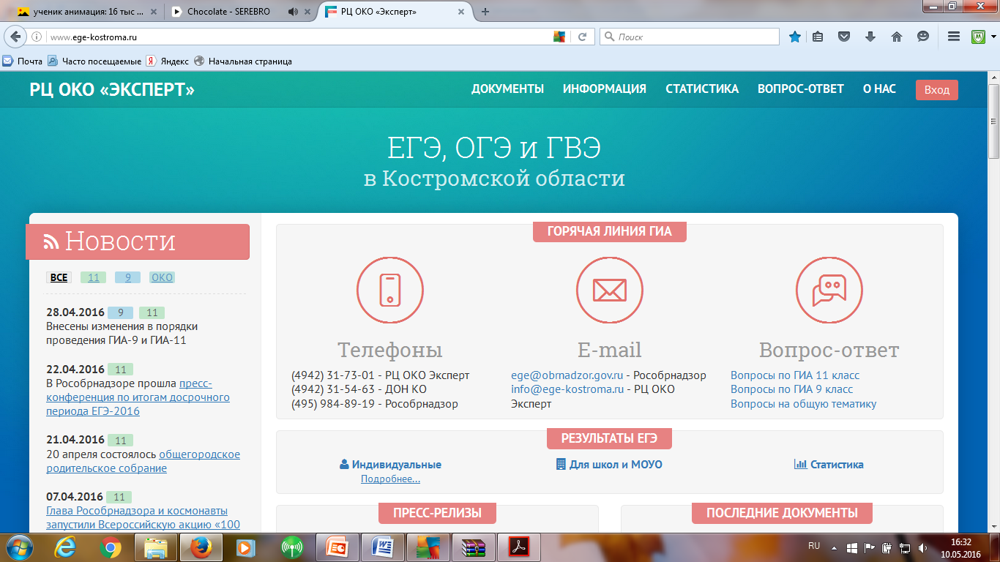 ученик анимация: 16 тыс ...
Chocolate - SEREBRO
РЦ ОКО «Эксперт»
www.ege-kostroma.ru
Поиск
Почта
Часто посещаемые
Яндекс
Начальная страница
РЦ ОКО «ЭКСПЕРТ»
ДОКУМЕНТЫ ИНФОРМАЦИЯ СТАТИСТИКА ВОПРОС-ОТВЕТ О НАС Вход
ЕГЭ, ОГЭ и ГВЭ
в Костромской области
Новости
ВСЕ 11 9 ОКО
28.04.2016 9 11
Внесены изменения в порядки
проведения ГИА-9 и ГИА-11
22.04.2016 11
В Рособрнадзоре прошла пресс-
конференция по итогам досрочного
периода ЕГЭ-2016
21.04.2016 11
20 апреля состоялось общегородское
родительское собрание
07.04.2016 11
Глава Рособрнадзора и космонавты
запустили Всероссийскую акцию «100
ГОРЯЧАЯ ЛИНИЯ ГИА
Телефоны
(4942) 31-73-01 - РЦ ОКО Эксперт
(4942) 31-54-63 - ДОН КО
(495) 984-89-19 - Рособрнадзор
E-mail
ege@obrnadzor.gov.ru - Рособрнадзор
info@ege-kostroma.ru - РЦ ОКО
Эксперт
Вопрос-ответ
Вопросы по ГИА 11 класс
Вопросы по ГИА 9 класс
Вопросы на общую тематику
РЕЗУЛЬТАТЫ ЕГЭ
Индивидуальные
Подробнее...
Для школ и МОУО
Статистика
ПРЕСС-РЕЛИЗЫ
ПОСЛЕДНИЕ ДОКУМЕНТЫ
RU
16:32
10.05.2016